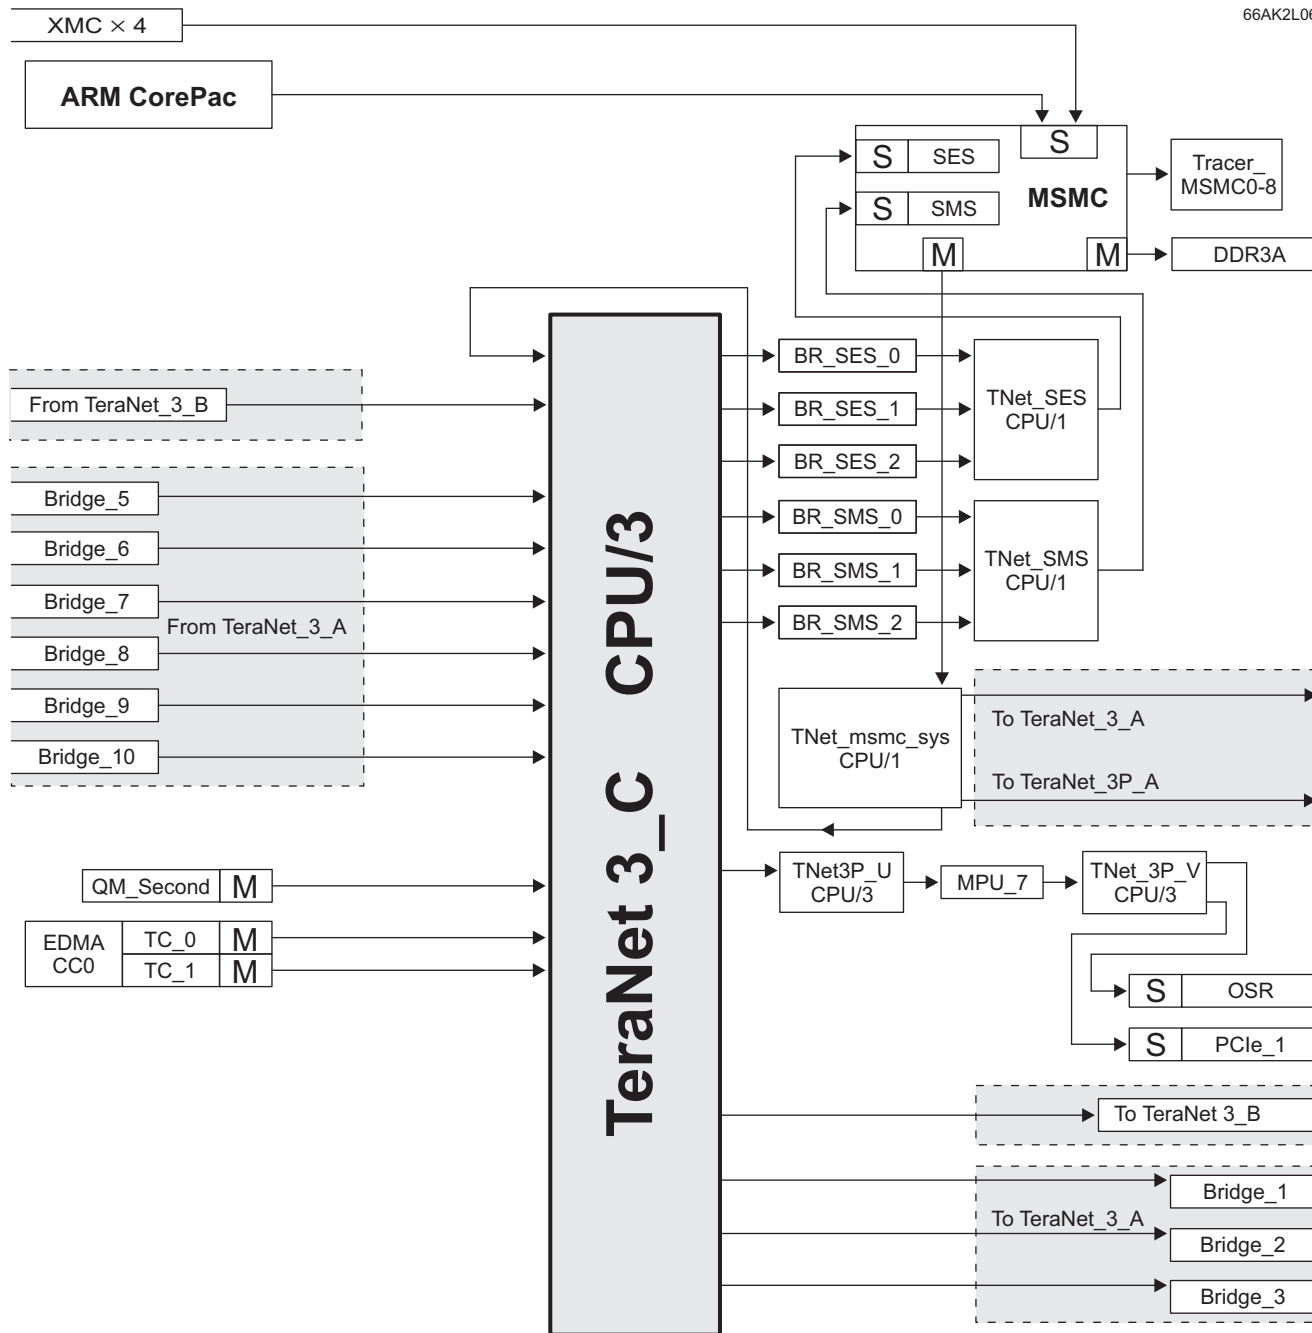 66AK2L06
XMC × 4
ARM CorePac
S
S SES
S SMS
MSMC
M
M
Tracer_
MSMC0-8
DDR3A
From TeraNet_3_B
Bridge_5
Bridge_6
Bridge_7
From TeraNet_3_A
Bridge_8
Bridge_9
Bridge_10
QM_Second M
EDMA
CC0
TC_0 M
TC_1 M
TeraNet 3_C CPU/3
BR_SES_0
BR_SES_1
BR_SES_2
BR_SMS_0
BR_SMS_1
BR_SMS_2
TNet_SES
CPU/1
TNet_SMS
CPU/1
TNet_msmc_sys
CPU/1
To TeraNet_3_A
To TeraNet_3P_A
TNet3P_U
CPU/3
MPU_7
TNet_3P_V
CPU/3
S OSR
S PCIe_1
To TeraNet 3_B
Bridge_1
To TeraNet_3_A
Bridge_2
Bridge_3